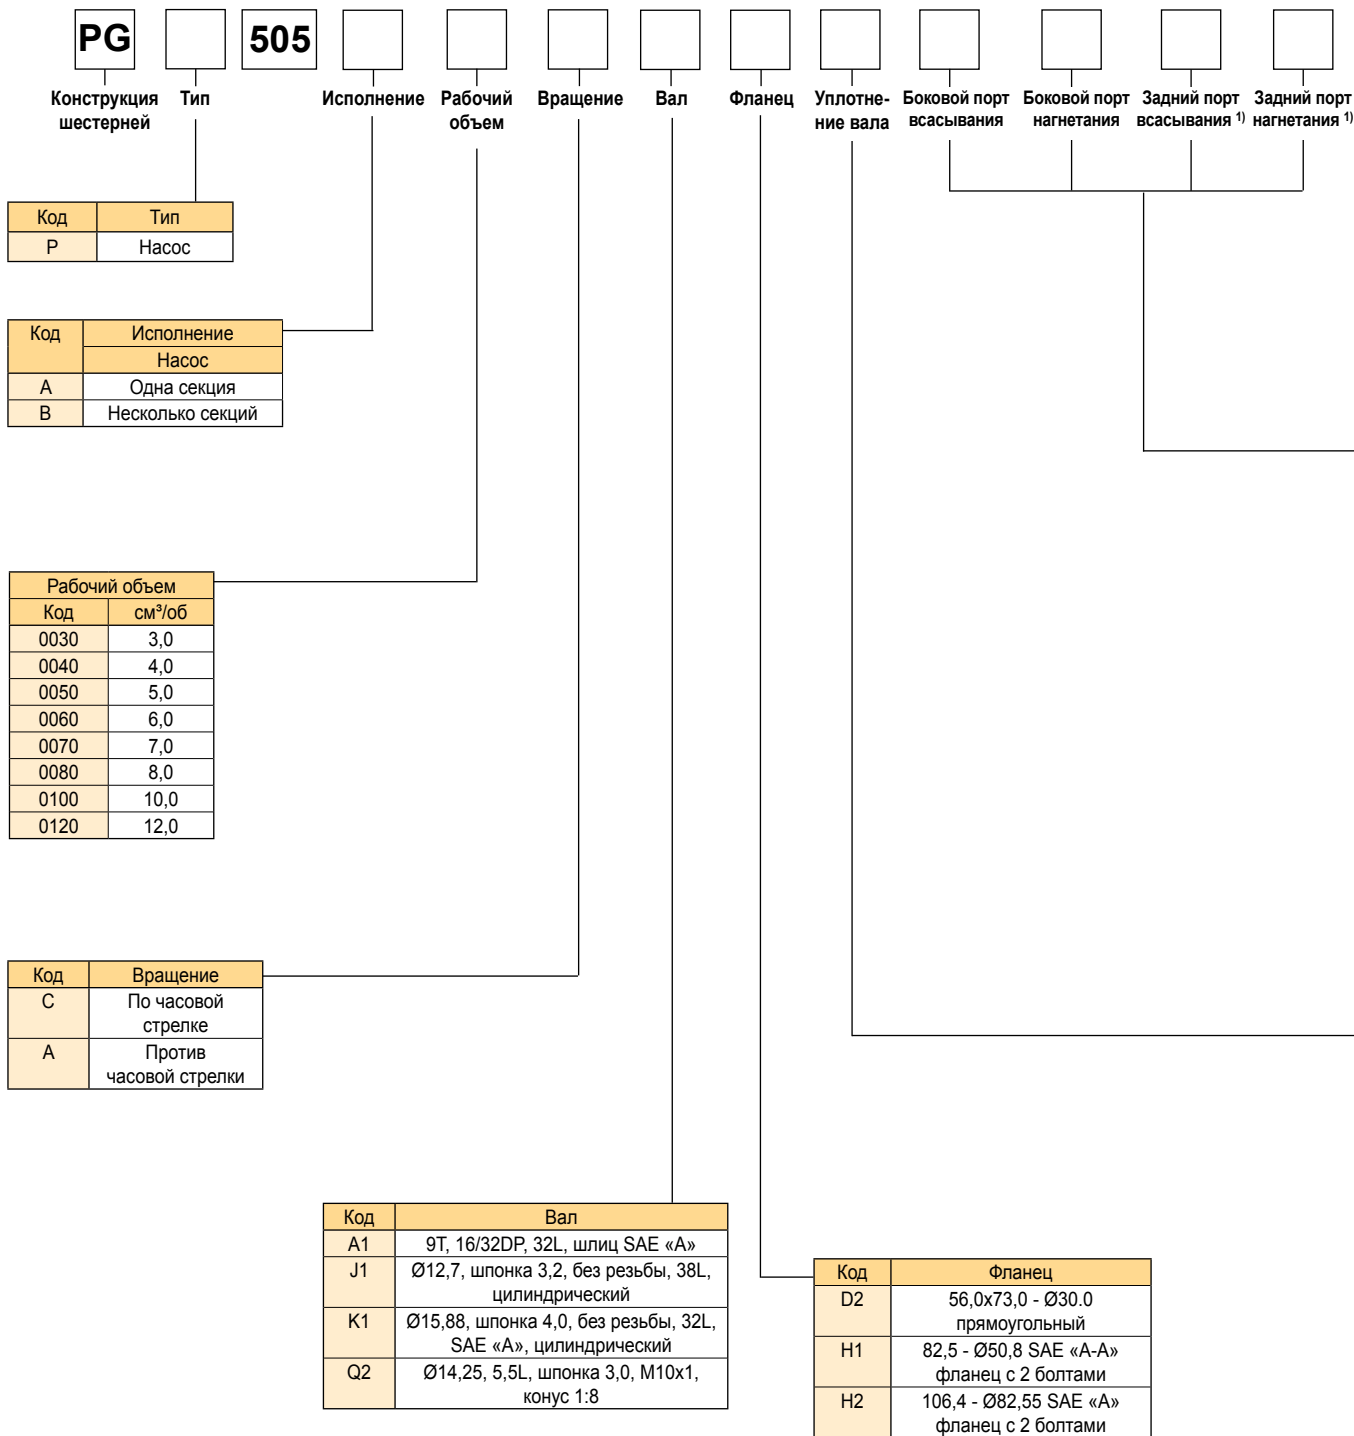 PG 505
Конструкция Тип Исполнение Рабочий Вращение Вал Фланец Уплотне- Боковой порт Боковой порт Задний порт Задний порт
шестерней объем ние вала всасывания нагнетания всасывания ¹⁾ нагнетания ¹⁾
Код Тип
P Насос
Код Исполнение
Насос
A Одна секция
B Несколько секций
Рабочий объем
Код см³/об
0030 3,0
0040 4,0
0050 5,0
0060 6,0
0070 7,0
0080 8,0
0100 10,0
0120 12,0
Код Вращение
C По часовой
стрелке
A Против
часовой стрелки
Код Вал
A1 9T, 16/32DP, 32L, шлиц SAE «A»
J1 Ø12,7, шпонка 3,2, без резьбы, 38L,
цилиндрический
K1 Ø15,88, шпонка 4,0, без резьбы, 32L,
SAE «A», цилиндрический
Q2 Ø14,25, 5,5L, шпонка 3,0, M10x1,
конус 1:8
Код Фланец
D2 56,0x73,0 - Ø30.0
прямоугольный
H1 82,5 - Ø50,8 SAE «A-A»
фланец с 2 болтами
H2 106,4 - Ø82,55 SAE «A»
фланец с 2 болтами